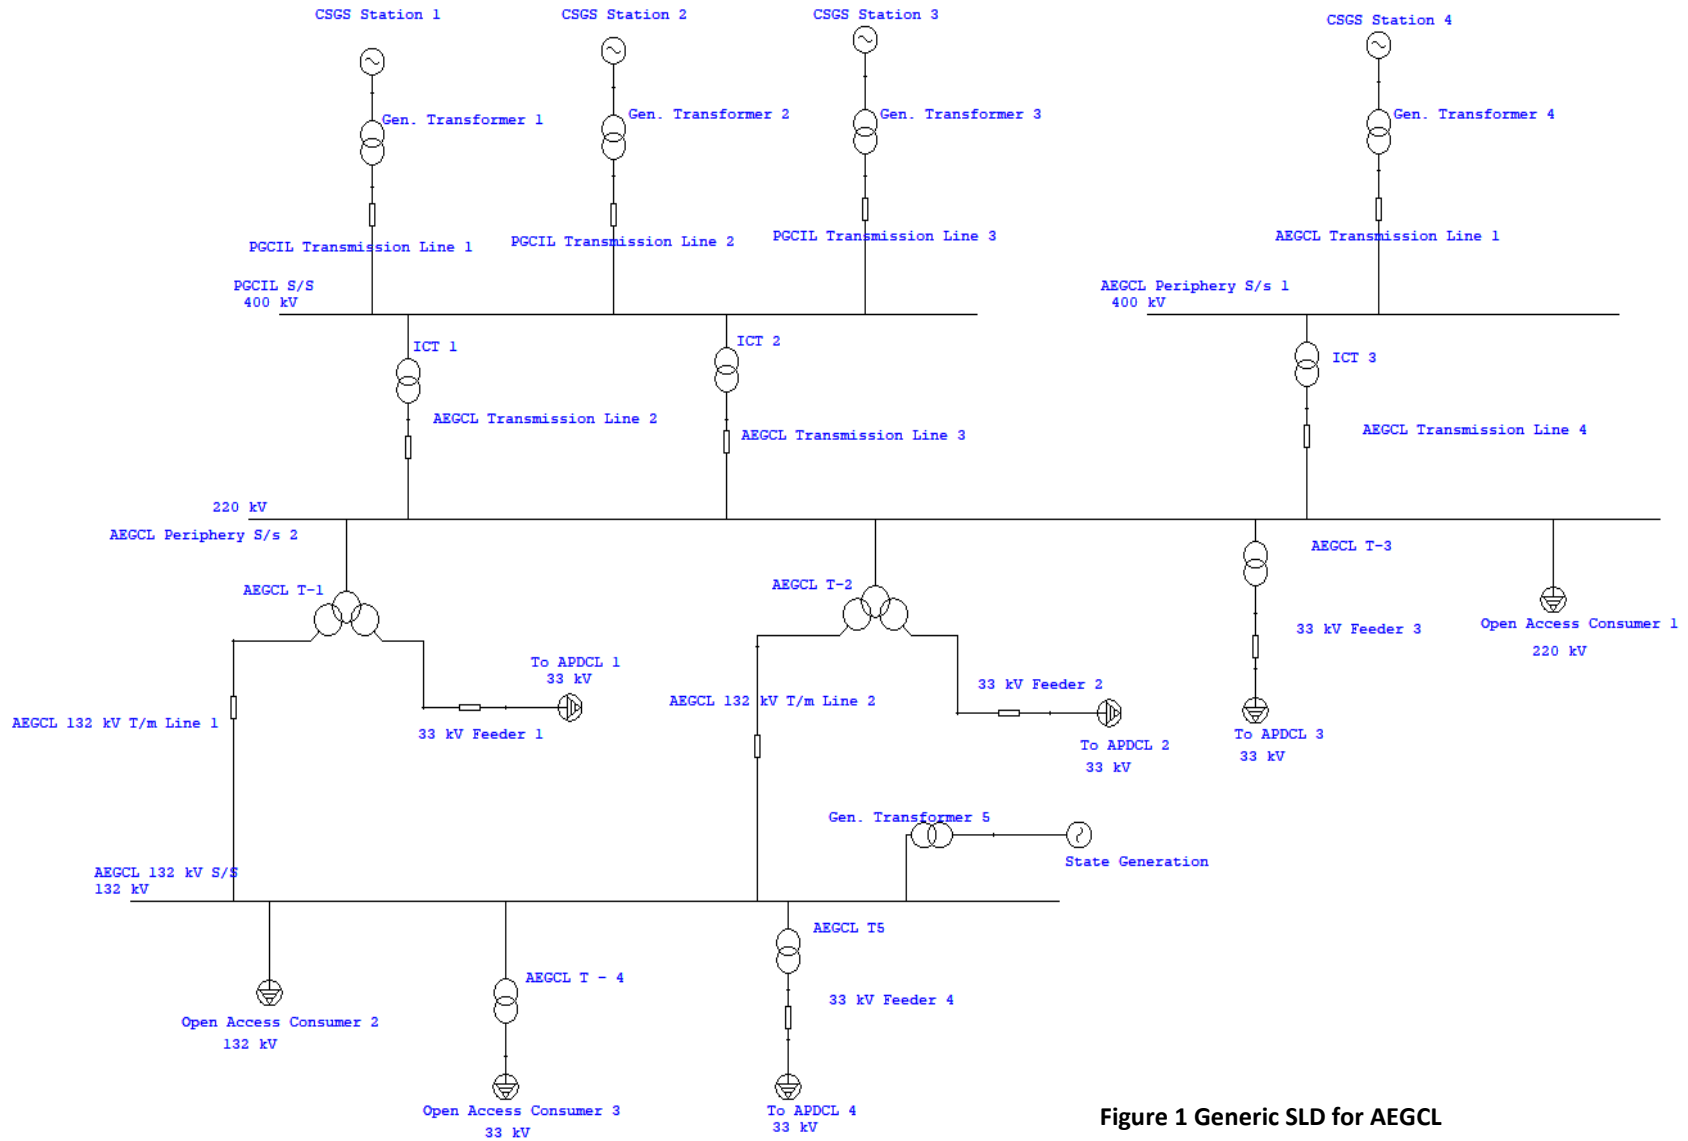 CSGS Station 1
CSGS Station 2
CSGS Station 3
CSGS Station 4
Gen. Transformer 1
Gen. Transformer 2
Gen. Transformer 3
Gen. Transformer 4
PGCIL Transmission Line 1
PGCIL Transmission Line 2
PGCIL Transmission Line 3
AEGCL Transmission Line 1
PGCIL S/S
400 kV
AEGCL Periphery S/s 1
400 kV
ICT 1
ICT 2
ICT 3
AEGCL Transmission Line 2
AEGCL Transmission Line 3
AEGCL Transmission Line 4
220 kV
AEGCL Periphery S/s 2
AEGCL T-1
AEGCL T-2
AEGCL T-3
33 kV Feeder 3
Open Access Consumer 1
220 kV
To APDCL 1
33 kV
33 kV Feeder 2
AEGCL 132 kV T/m Line 1
33 kV Feeder 1
AEGCL 132 kV T/m Line 2
To APDCL 2
33 kV
To APDCL 3
33 kV
Gen. Transformer 5
State Generation
AEGCL 132 kV S/S
132 kV
AEGCL T5
AEGCL T - 4
33 kV Feeder 4
Open Access Consumer 2
132 kV
Open Access Consumer 3
33 kV
To APDCL 4
33 kV
Figure 1 Generic SLD for AEGCL